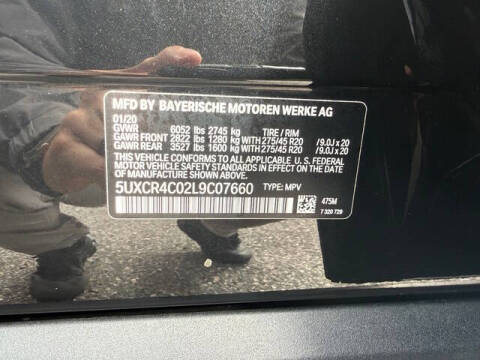 MFD BY BAYERISCHE MOTOREN WERKE AG
01/20
GVWR 6052 lbs 2745 kg TIRE / RIM
GAWR FRONT 2822 lbs 1280 kg WITH 275/45 R20 /9.0J x 20
GAWR REAR 3527 lbs 1600 kg WITH 275/45 R20 /9.0J x 20
THIS VEHICLE CONFORMS TO ALL APPLICABLE U.S. FEDERAL
MOTOR VEHICLE SAFETY STANDARDS IN EFFECT ON THE DATE
OF MANUFACTURE SHOWN ABOVE.
5UXCR4C02L9C07660 TYPE: MPV
475M
7 320 729